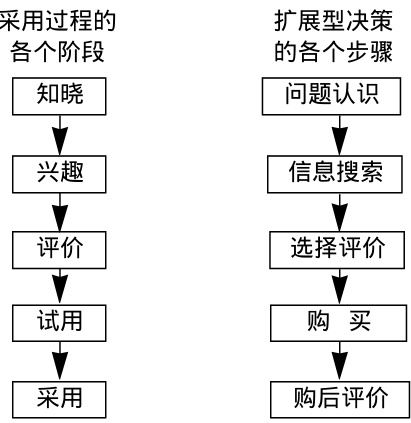 采用过程的
各个阶段
知晓
兴趣
评价
试用
采用
扩展型决策
的各个步骤
问题认识
信息搜索
选择评价
购 买
购后评价